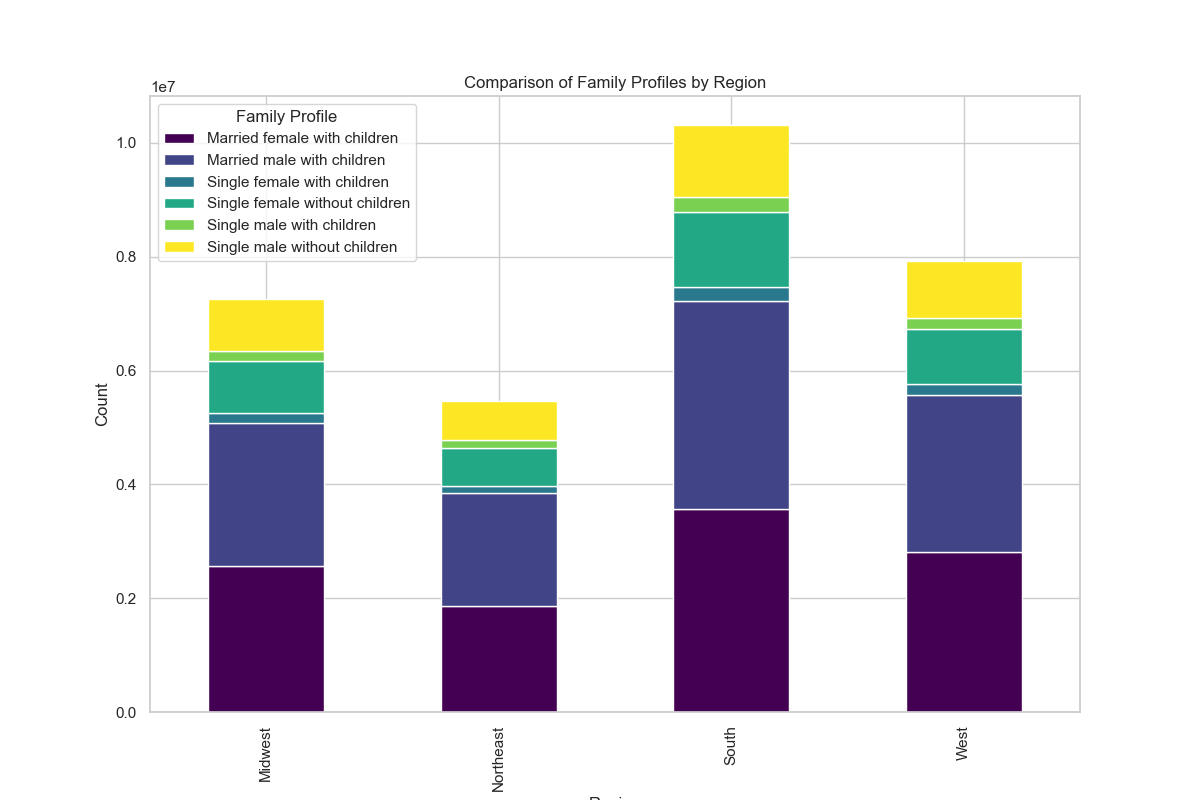 Comparison of Family Profiles by Region
1e7
Family Profile
Married female with children
Married male with children
Single female with children
Single female without children
Single male with children
Single male without children
1.0
0.8
0.6
0.4
0.2
0.0
Count
Midwest
Northeast
South
West